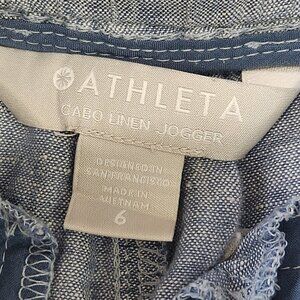 ATHLETA
CABO LINEN JOGGER
DESIGNED IN
SAN FRANCISCO
MADE IN
VIETNAM
6